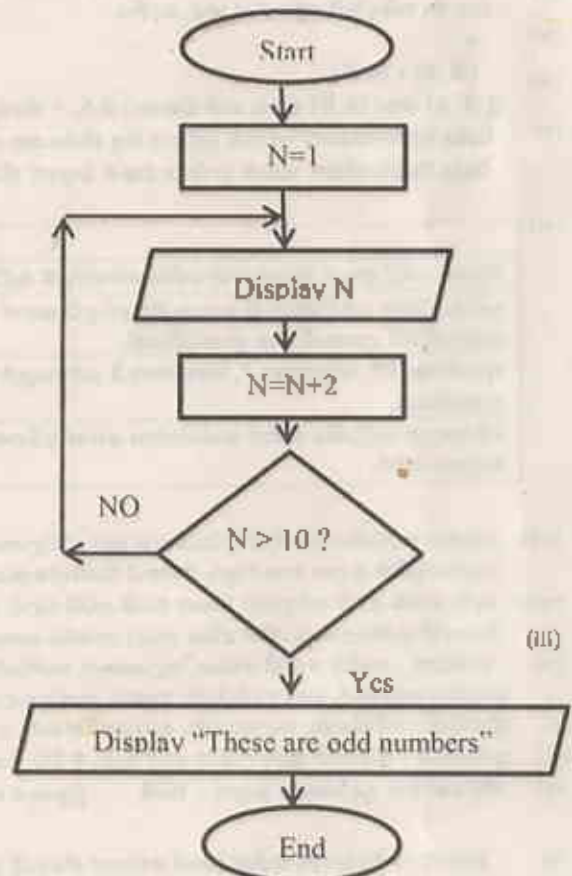 Start
N=1
Display N
N=N+2
NO
N > 10 ?
(iii)
Yes
Display “These are odd numbers”
End